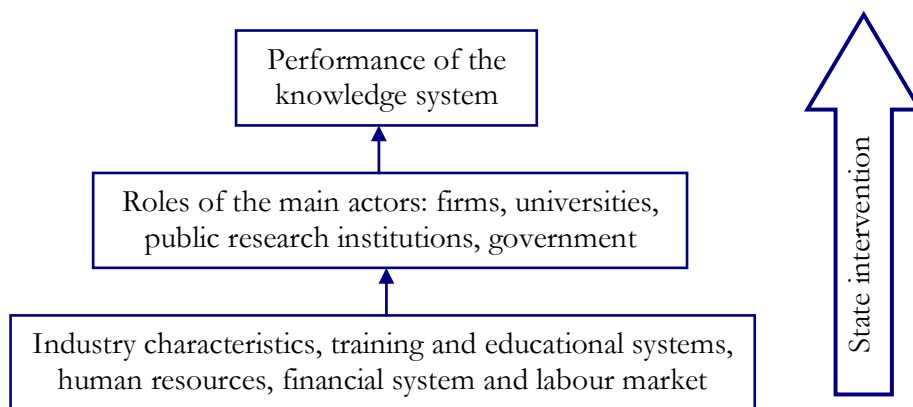 Performance of the
knowledge system
Roles of the main actors: firms, universities,
public research institutions, government
Industry characteristics, training and educational systems,
human resources, financial system and labour market
State intervention